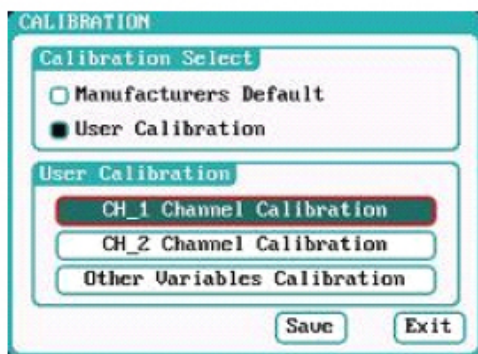 CALIBRATION
Calibration Select
Manufacturers Default
User Calibration
User Calibration
CH_1 Channel Calibration
CH_2 Channel Calibration
Other Variables Calibration
Save Exit